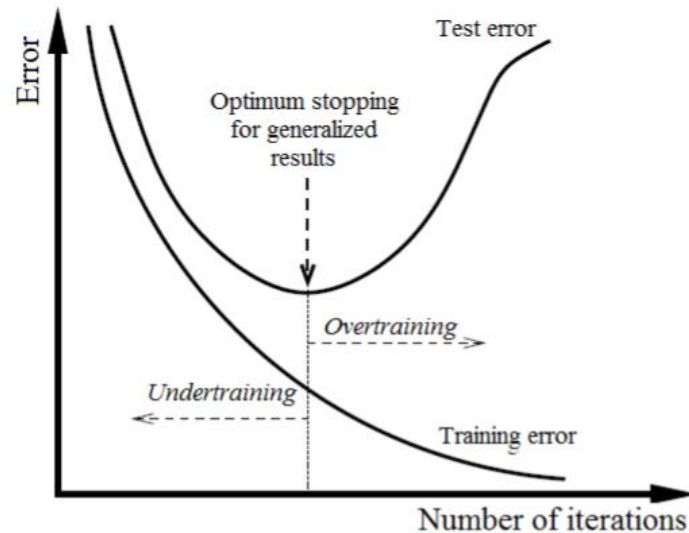 Error
Test error
Optimum stopping
for generalized
results
Overtraining
Undertraining
Training error
Number of iterations